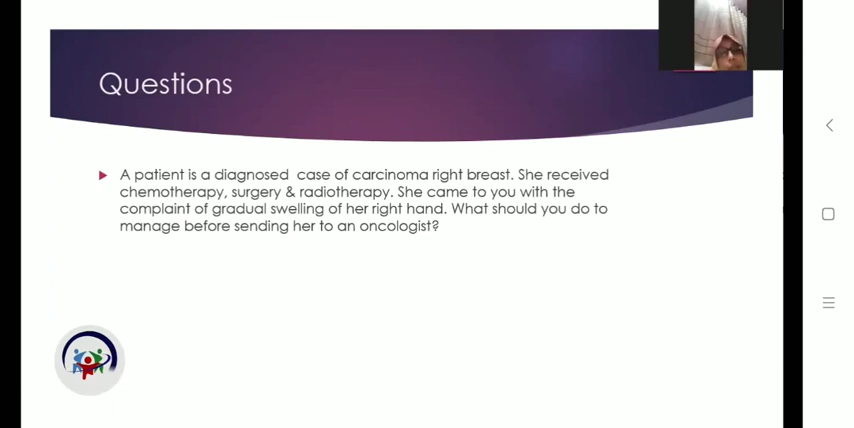 Questions
A patient is a diagnosed case of carcinoma right breast. She received
chemotherapy, surgery & radiotherapy. She came to you with the
complaint of gradual swelling of her right hand. What should you do to
manage before sending her to an oncologist?